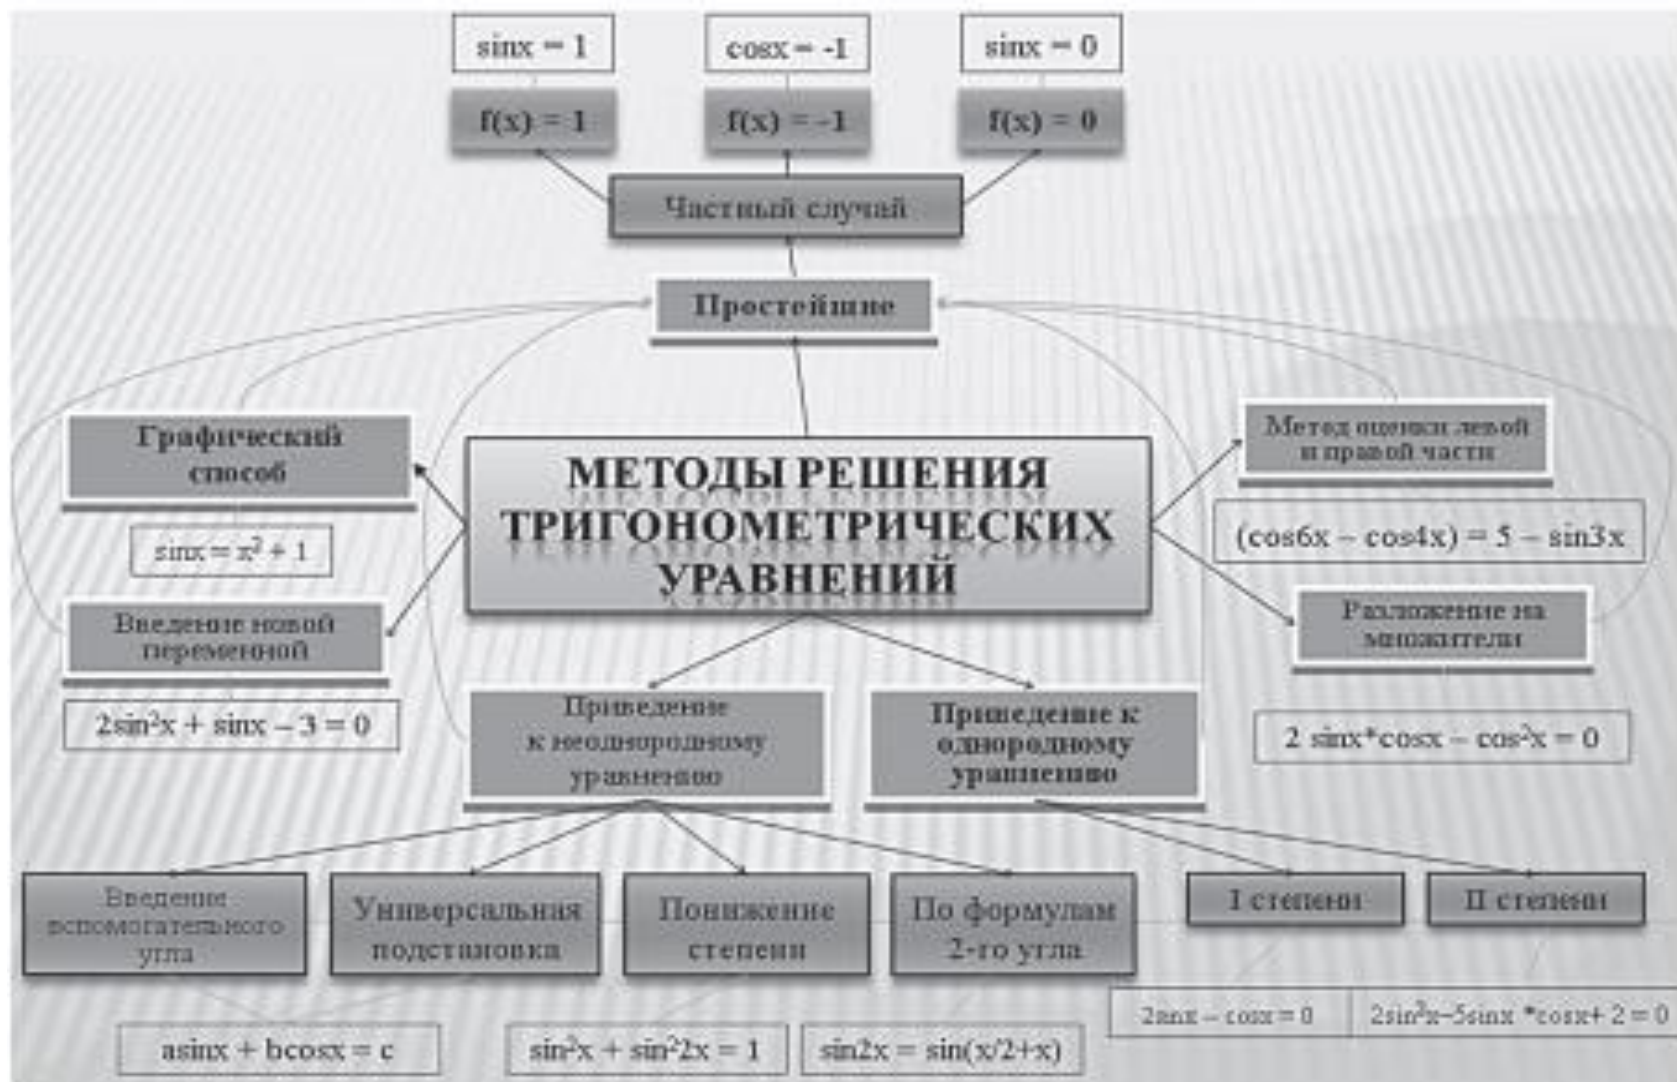 sinx = 1
cosx = -1
sinx = 0
f(x) = 1
f(x) = -1
f(x) = 0
Частный случай
Простейшие
Графический
способ
sinx = x² + 1
Введение новой
переменной
2sin²x + sinx – 3 = 0
МЕТОДЫ РЕШЕНИЯ
ТРИГОНОМЕТРИЧЕСКИХ
УРАВНЕНИЙ
Метод оценки левой
и правой части
(cos6x – cos4x) = 5 – sin3x
Разложение на
множители
2 sinx*cosx – cos²x = 0
Приведение
к неоднородному
уравнению
Приведение к
однородному
уравнению
Введение
вспомогательного
угла
Универсальная
подстановка
Понижение
степени
По формулам
2-го угла
I степени
II степени
asinx + bcosx = c
sin²x + sin²2x = 1
sin2x = sin(x/2+x)
2sinx – cosx = 0
2sin²x–5sinx *cosx+ 2 = 0